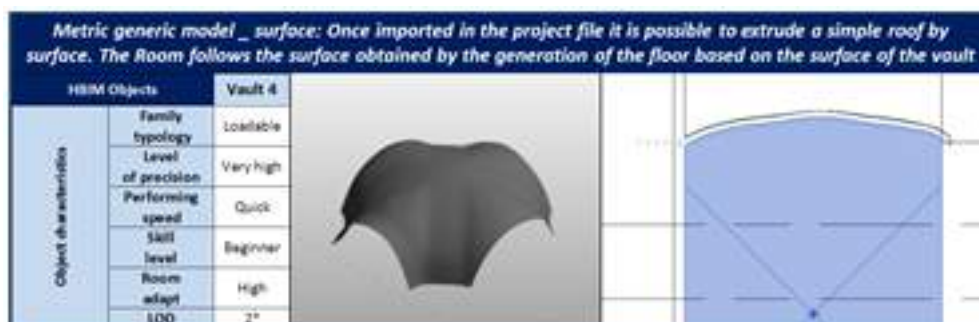 Metric generic model _ surface: Once imported in the project file it is possible to extrude a simple roof by
surface. The Room follows the surface obtained by the generation of the floor based on the surface of the vault
HBIM Objects Vault 4
Object characteristics
Family
typology
Loadable
Level
of precision
Very high
Performing
speed
Quick
Skill
level
Beginner
Room
adapt
High
LOD 2*